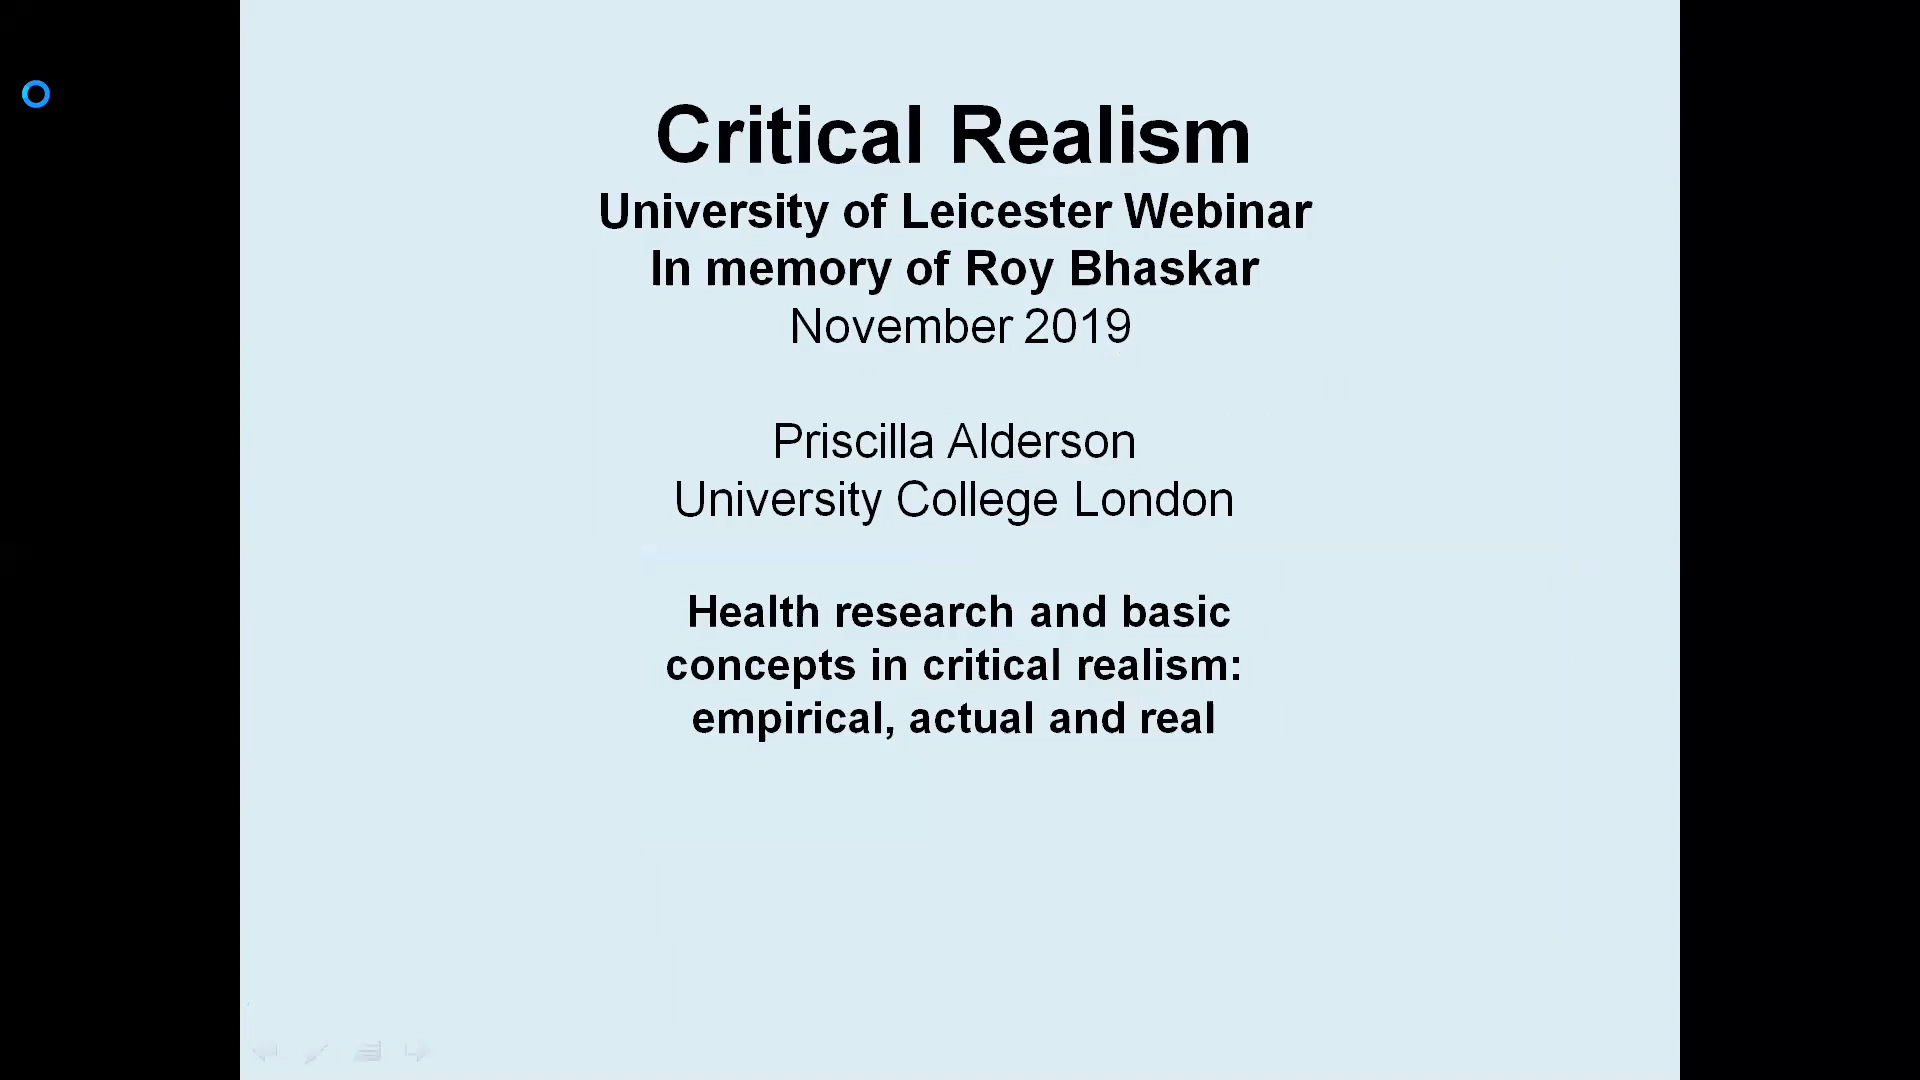 Critical Realism
University of Leicester Webinar
In memory of Roy Bhaskar
November 2019
Priscilla Alderson
University College London
Health research and basic
concepts in critical realism:
empirical, actual and real